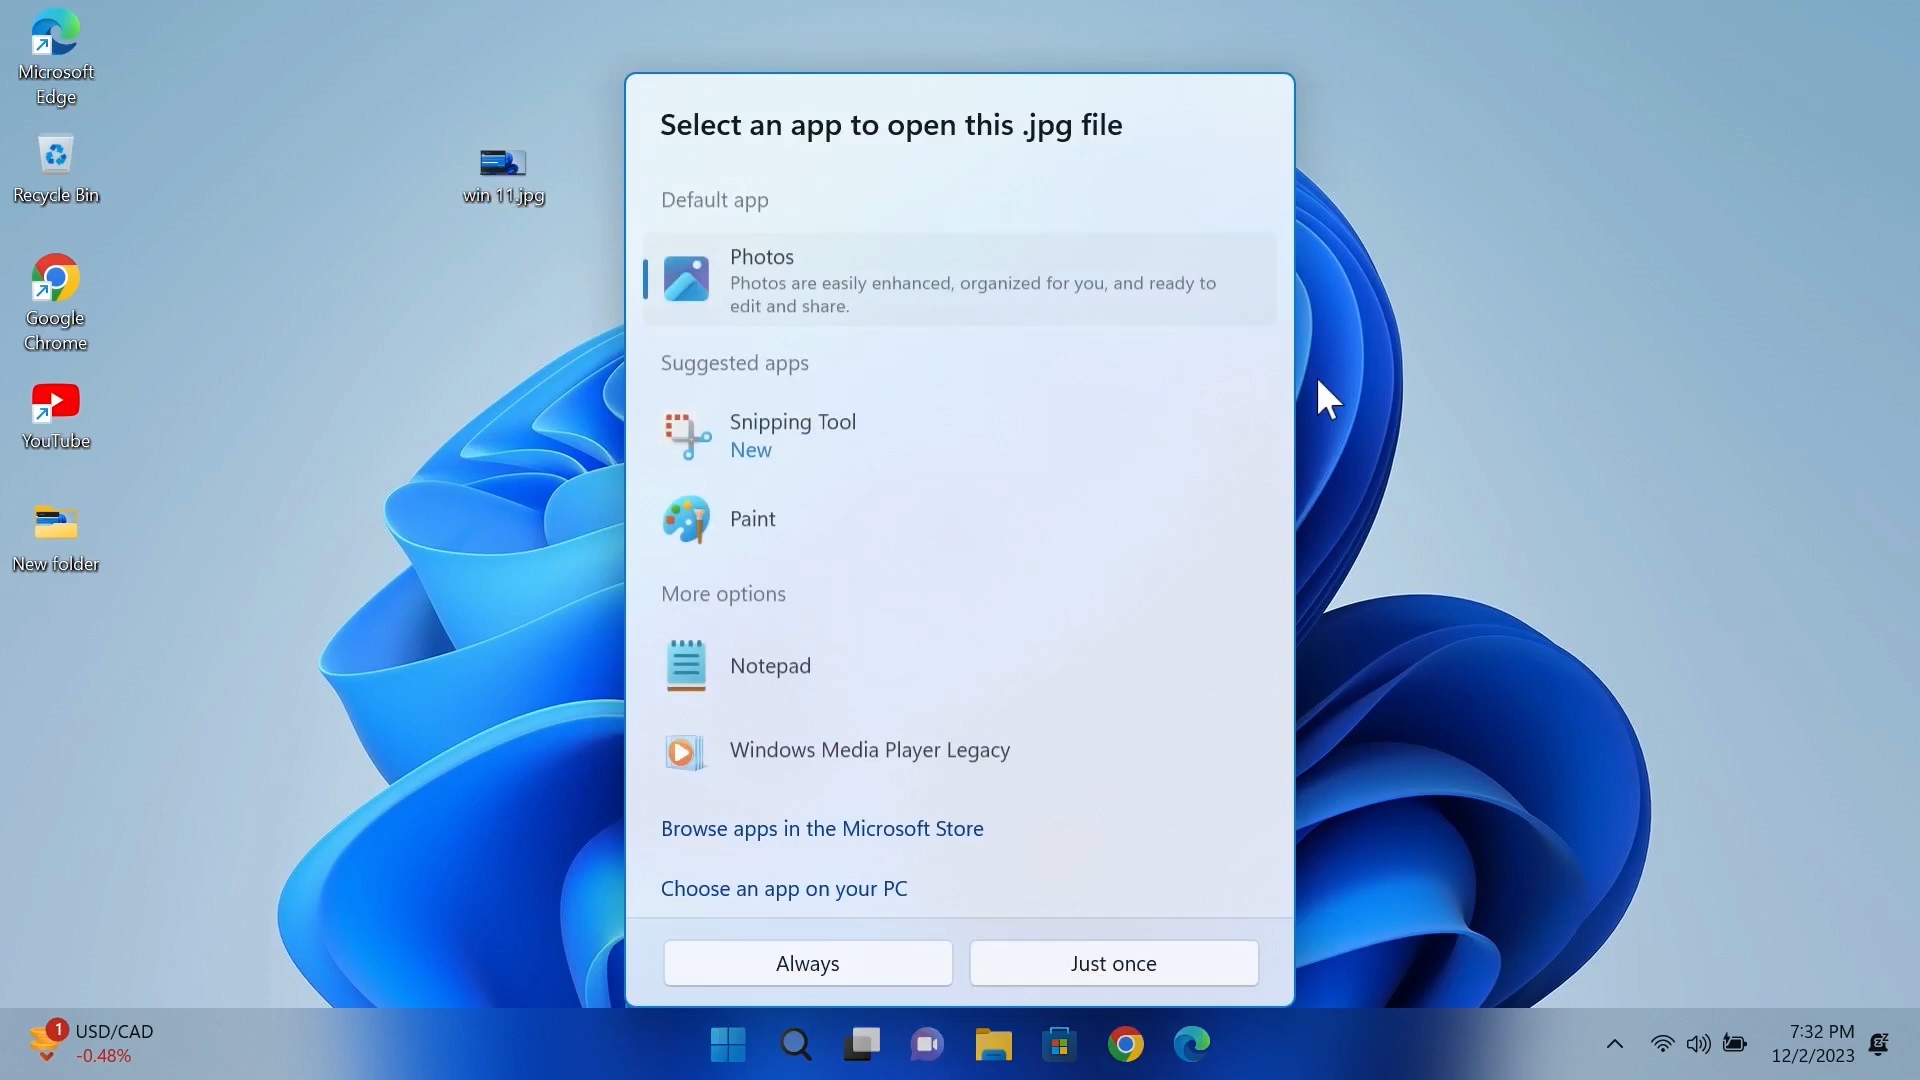 Microsoft
Edge
Recycle Bin
Google
Chrome
YouTube
New folder
win 11.jpg
Select an app to open this .jpg file
Default app
Photos
Photos are easily enhanced, organized for you, and ready to
edit and share.
Suggested apps
Snipping Tool
New
Paint
More options
Notepad
Windows Media Player Legacy
Browse apps in the Microsoft Store
Choose an app on your PC
Always
Just once
1
USD/CAD
-0.48%
7:32 PM
12/2/2023